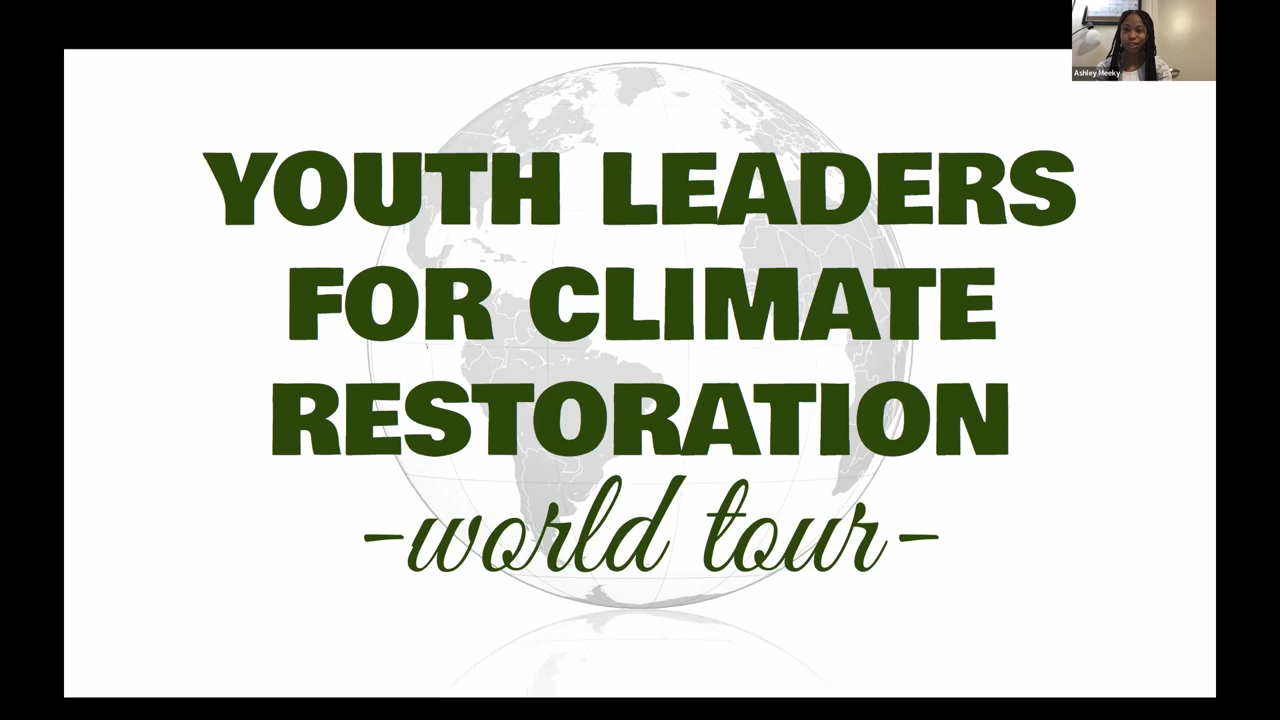 Ashley Meeky
YOUTH LEADERS
FOR CLIMATE
RESTORATION
-world tour-